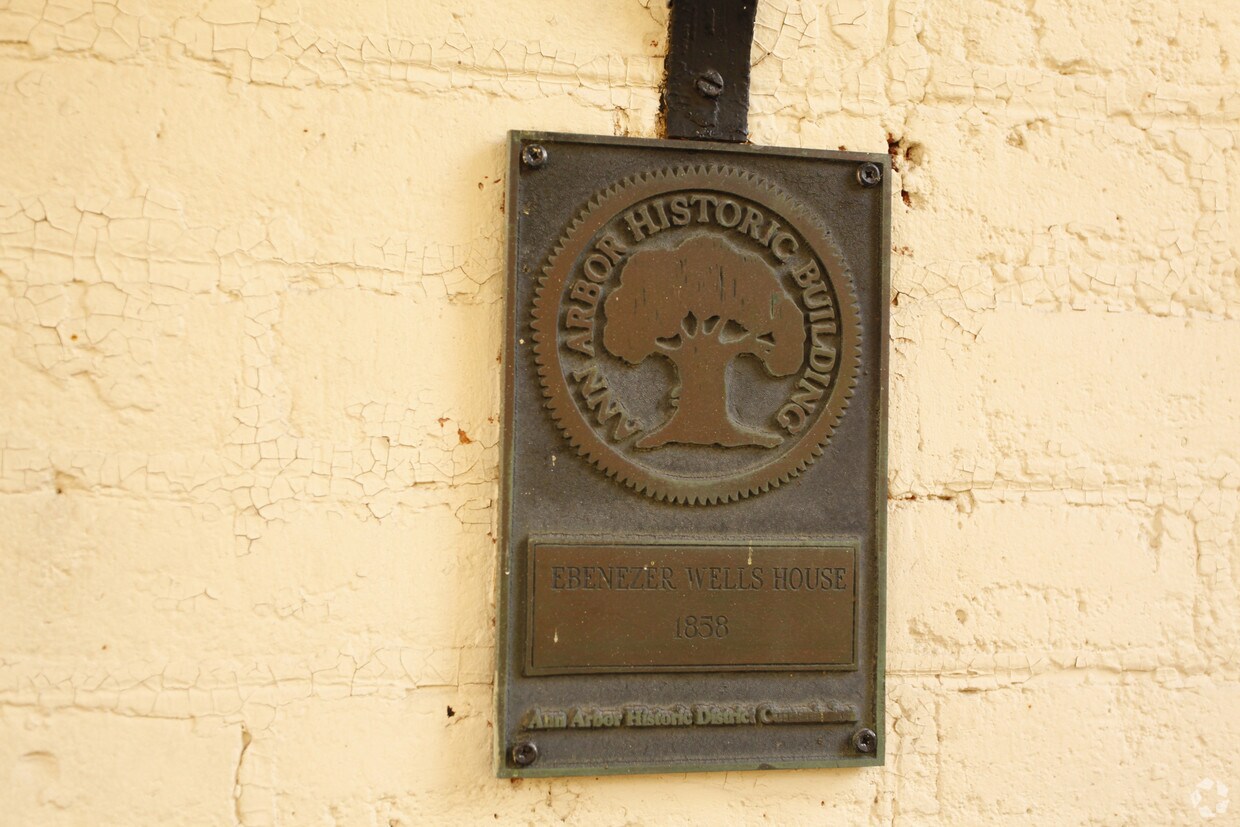 ANN ARBOR HISTORIC BUILDING
EBENEZER WELLS HOUSE
1858
Ann Arbor Historic District Commission